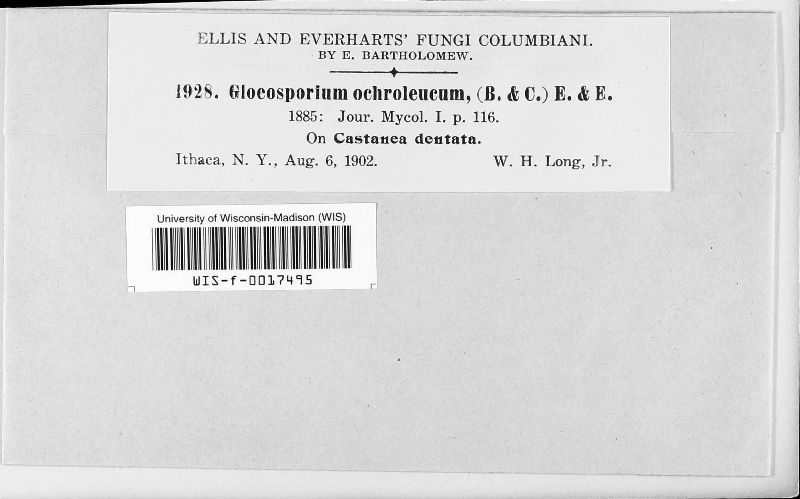 ELLIS AND EVERHARTS' FUNGI COLUMBIANI.
BY E. BARTHOLOMEW.
1928. Gloeosporium ochroleucum, (B. & C.) E. & E.
1885: Jour. Mycol. I. p. 116.
On Castanea dentata.
Ithaca, N. Y., Aug. 6, 1902. W. H. Long, Jr.
University of Wisconsin-Madison (WIS)
WIS-f-0017495